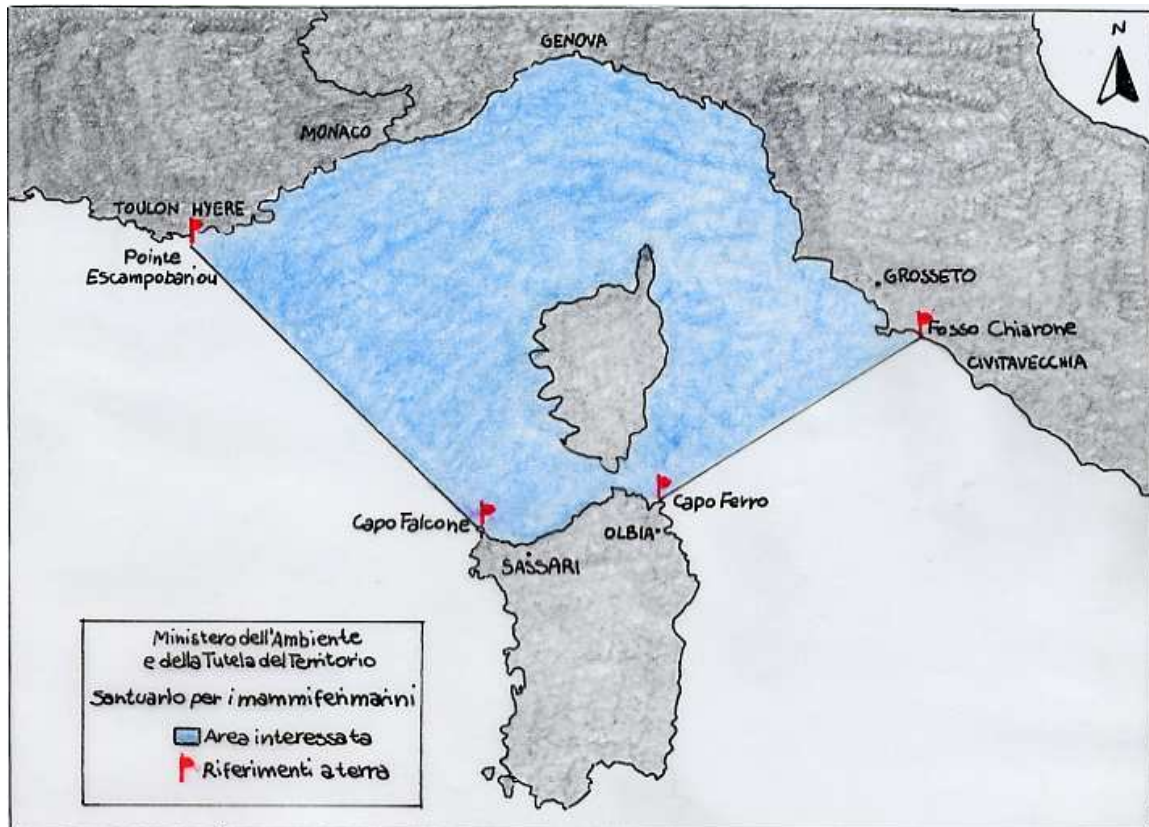 N
GENOVA
MONACO
TOULON HYERE
Pointe
Escampobariou
GROSSETO
Fosso Chiarone
CIVITAVECCHIA
Capo Falcone
Capo Ferro
OLBIA
SASSARI
Ministero dell'Ambiente
e della Tutela del Territorio
Santuario per i mammiferi marini
Area interessata
Riferimenti a terra